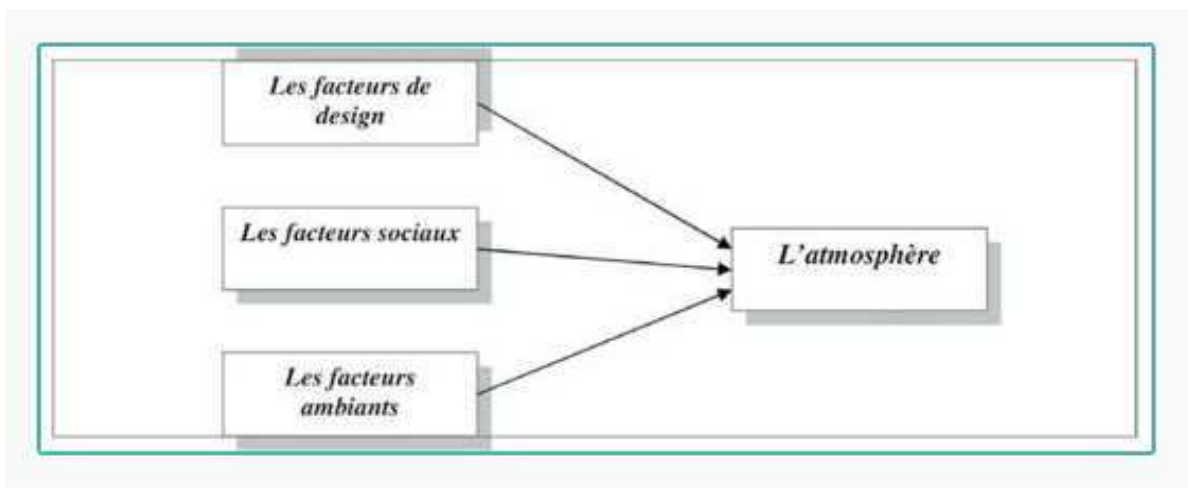 Les facteurs de
design
Les facteurs sociaux
L’atmosphère
Les facteurs
ambiants